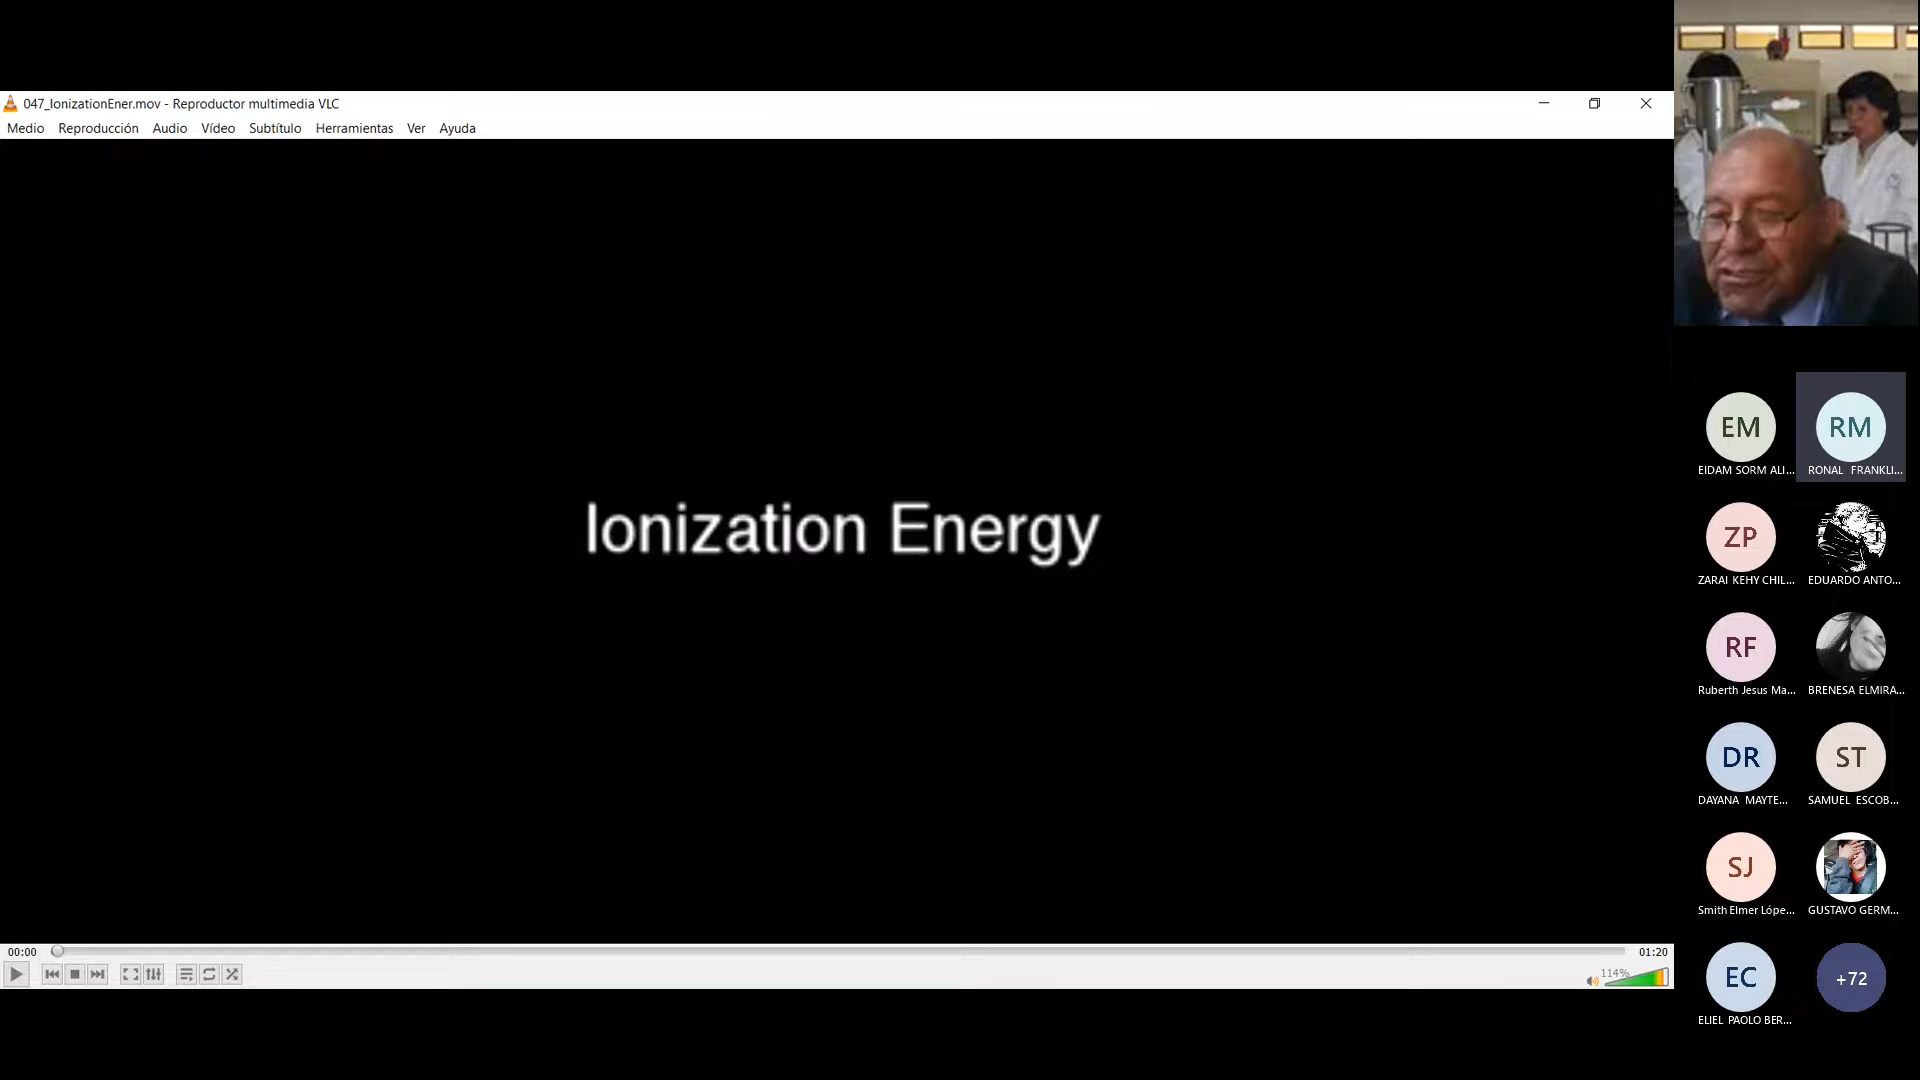 047_IonizationEner.mov - Reproductor multimedia VLC
Medio Reproducción Audio Vídeo Subtítulo Herramientas Ver Ayuda
Ionization Energy
00:00
01:20
114%
EM
RM
EIDAM SORM ALI...
RONAL FRANKLI...
ZP
ZARAI KEHY CHIL...
EDUARDO ANTO...
RF
Ruberth Jesus Ma...
BRENESA ELMIRA...
DR
ST
DAYANA MAYTE...
SAMUEL ESCOB...
SJ
Smith Elmer Lópe...
GUSTAVO GERM...
EC
+72
ELIEL PAOLO BER...